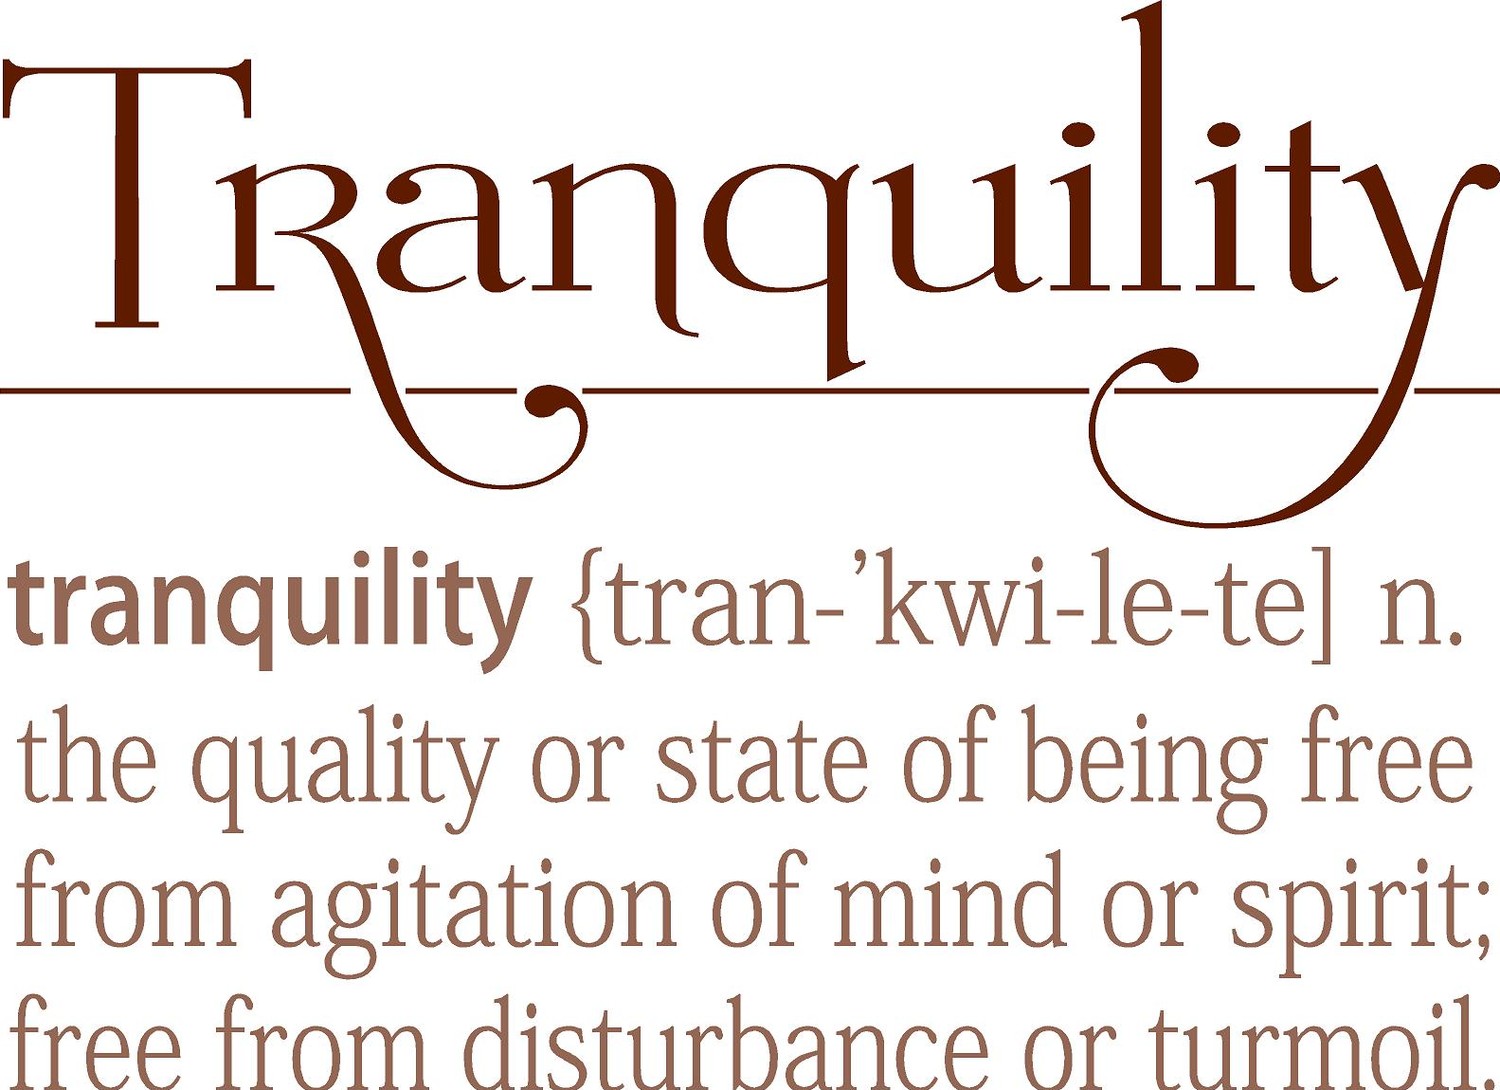 Tranquility
tranquility {tran-’kwi-le-te] n.
the quality or state of being free
from agitation of mind or spirit;
free from disturbance or turmoil.